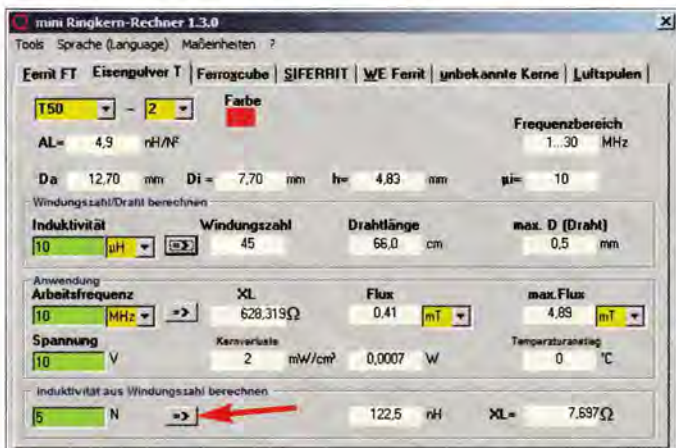 mini Ringkern-Rechner 1.3.0
Tools Sprache (Language) Maßeinheiten ?
Ferrit FT Eisenpulver T Ferroxcube SIFERRIT WE Ferrit unbekannte Kerne Luftspulen
T50 - 2 Farbe
Frequenzbereich
AL= 4,9 nH/N² 1...30 MHz
Da 12,70 mm Di = 7,70 mm h= 4,83 mm µi= 10
Windungszahl/Draht berechnen
Induktivität Windungszahl Drahtlänge max. D (Draht)
10 µH => 45 66,0 cm 0,5 mm
Anwendung
Arbeitsfrequenz XL Flux max.Flux
10 MHz => 628,319Ω 0,41 mT 4,89 mT
Spannung Kernverluste Temperaturanstieg
10 V 2 mW/cm³ 0,0007 W 0 °C
Induktivität aus Windungszahl berechnen
5 N => 122,5 nH XL= 7,697Ω